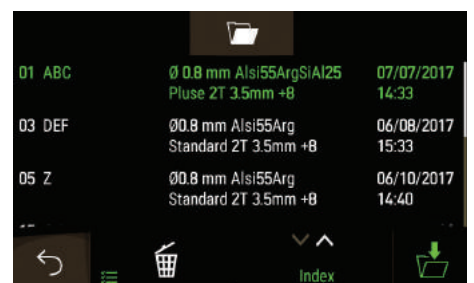 01 ABC Ø 0.8 mm Alsi55ArgSiAl25 07/07/2017
Pluse 2T 3.5mm +8 14:33
03 DEF Ø0.8 mm Alsi55Arg 06/08/2017
Standard 2T 3.5mm +8 15:33
05 Z Ø0.8 mm Alsi55Arg 06/10/2017
Standard 2T 3.5mm +8 14:40
Index